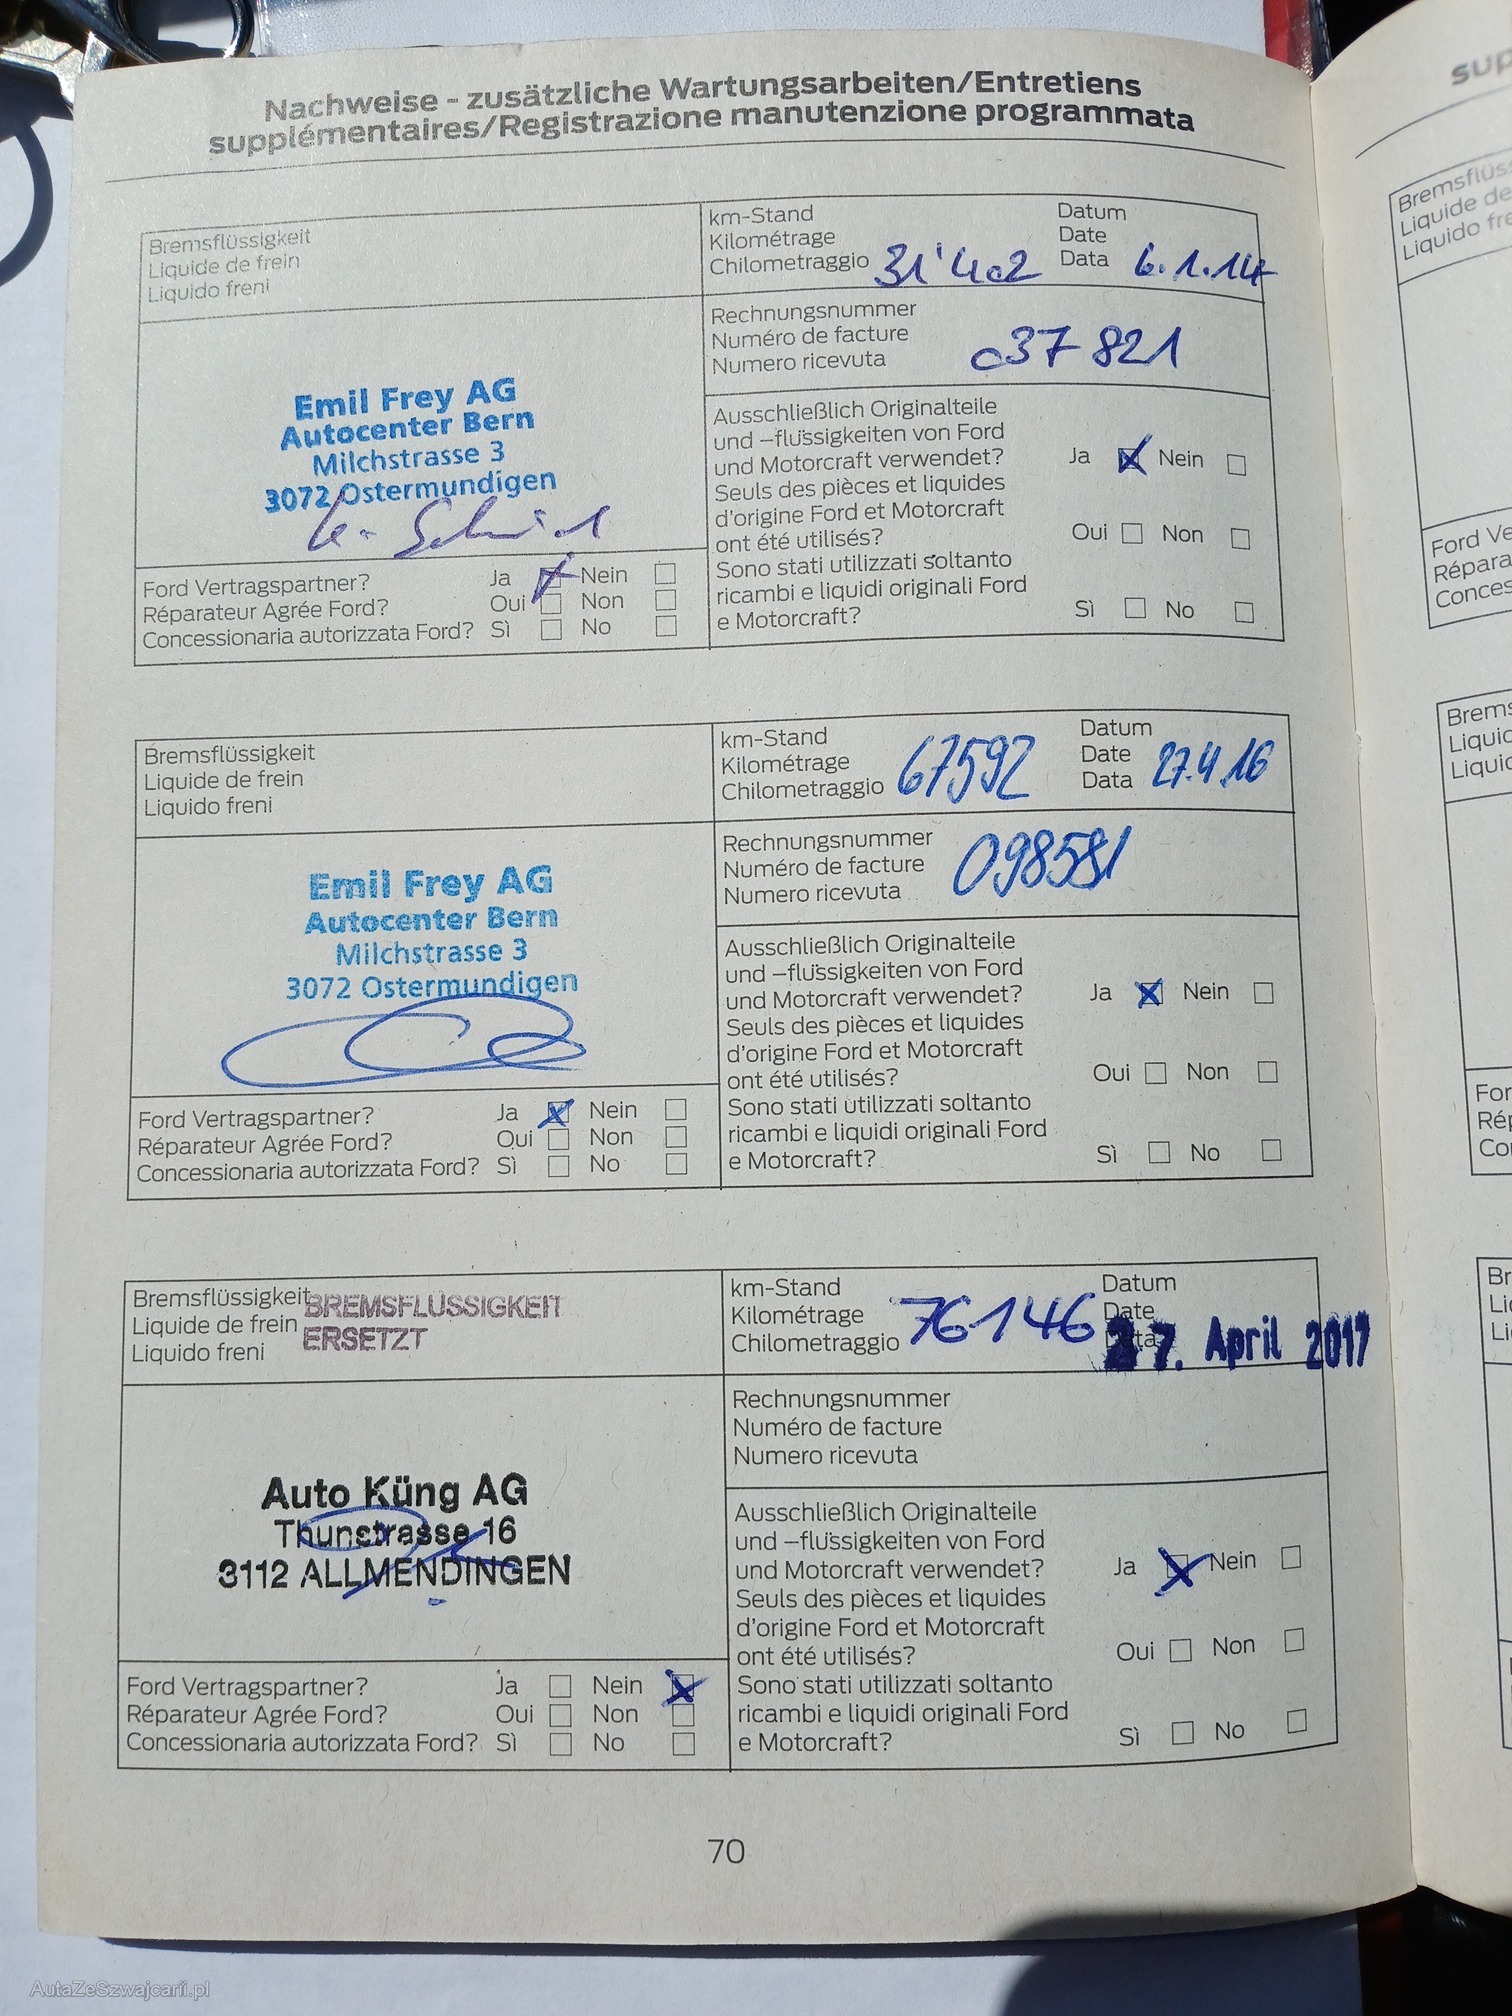 Nachweise - zusätzliche Wartungsarbeiten/Entretiens
supplémentaires/Registrazione manutenzione programmata
Bremsflüssigkeit
Liquide de frein
Liquido freni
km-Stand
Kilométrage
Chilometraggio 31'402
Datum
Date
Data 6.1.14
Rechnungsnummer
Numéro de facture
Numero ricevuta 037821
Emil Frey AG
Autocenter Bern
Milchstrasse 3
3072 Ostermundigen
Ausschließlich Originalteile
und –flüssigkeiten von Ford
und Motorcraft verwendet? Ja Nein
Seuls des pièces et liquides
d'origine Ford et Motorcraft
ont été utilisés? Oui Non
Sono stati utilizzati soltanto
ricambi e liquidi originali Ford
e Motorcraft? Sì No
Ford Vertragspartner? Ja Nein
Réparateur Agrée Ford? Oui Non
Concessionaria autorizzata Ford? Sì No
Bremsflüssigkeit
Liquide de frein
Liquido freni
km-Stand
Kilométrage
Chilometraggio 67592
Datum
Date
Data 27.4.16
Rechnungsnummer
Numéro de facture
Numero ricevuta 098581
Emil Frey AG
Autocenter Bern
Milchstrasse 3
3072 Ostermundigen
Ausschließlich Originalteile
und –flüssigkeiten von Ford
und Motorcraft verwendet? Ja Nein
Seuls des pièces et liquides
d'origine Ford et Motorcraft
ont été utilisés? Oui Non
Sono stati utilizzati soltanto
ricambi e liquidi originali Ford
e Motorcraft? Sì No
Ford Vertragspartner? Ja Nein
Réparateur Agrée Ford? Oui Non
Concessionaria autorizzata Ford? Sì No
Bremsflüssigkeit BREMSFLÜSSIGKEIT
Liquide de frein ERSETZT
Liquido freni
km-Stand
Kilométrage
Chilometraggio 76146
Datum
Date
Data 27. April 2017
Rechnungsnummer
Numéro de facture
Numero ricevuta
Auto Küng AG
Thunstrasse 16
3112 ALLMENDINGEN
Ausschließlich Originalteile
und –flüssigkeiten von Ford
und Motorcraft verwendet? Ja Nein
Seuls des pièces et liquides
d'origine Ford et Motorcraft
ont été utilisés? Oui Non
Sono stati utilizzati soltanto
ricambi e liquidi originali Ford
e Motorcraft? Sì No
Ford Vertragspartner? Ja Nein
Réparateur Agrée Ford? Oui Non
Concessionaria autorizzata Ford? Sì No
70
AutaZeSzwajcarii.pl